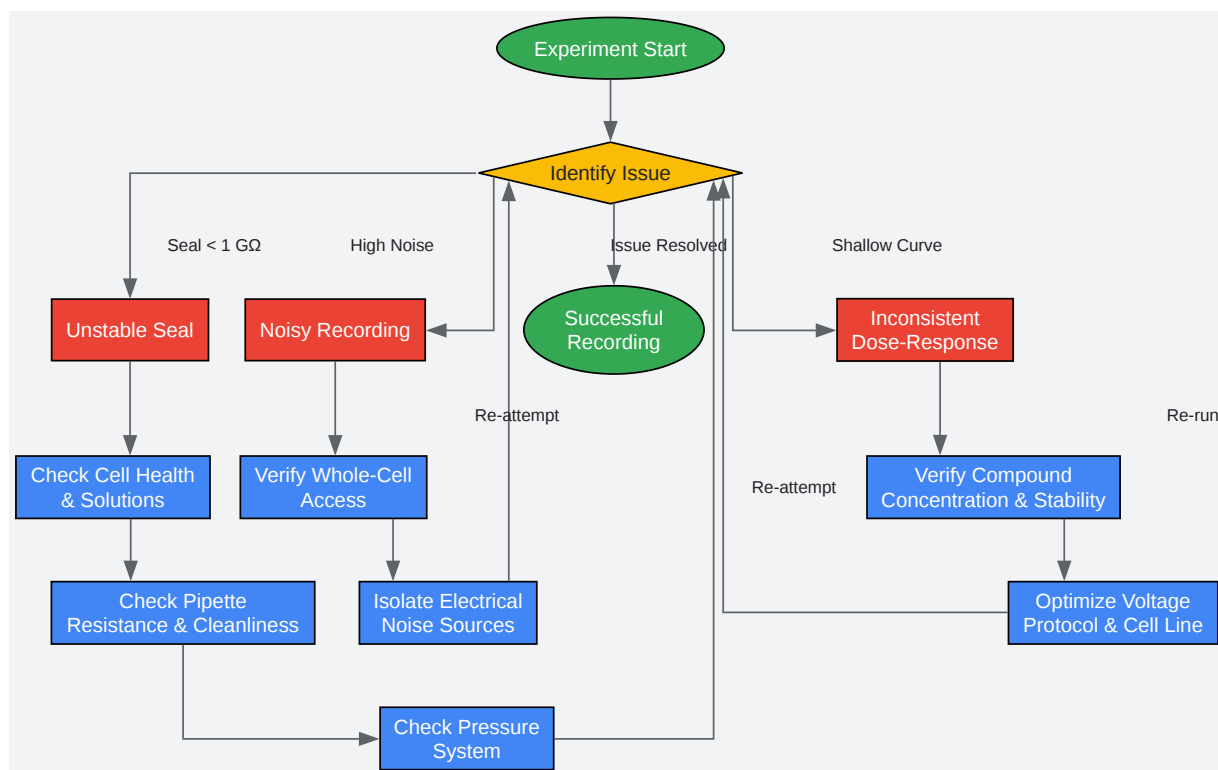 Experiment Start
Identify Issue
Seal < 1 GΩ
High Noise
Issue Resolved
Shallow Curve
Unstable Seal
Noisy Recording
Successful
Recording
Inconsistent
Dose-Response
Re-attempt
Re-run
Check Cell Health
& Solutions
Verify Whole-Cell
Access
Re-attempt
Verify Compound
Concentration & Stability
Check Pipette
Resistance & Cleanliness
Isolate Electrical
Noise Sources
Optimize Voltage
Protocol & Cell Line
Check Pressure
System